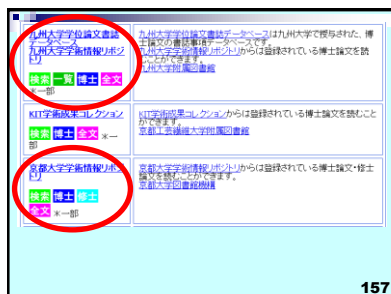 九州大学学位論文書誌
データベース
九州大学学術情報リポジ
トリ
検索 一覧 博士 全文
※一部
九州大学学位論文書誌データベースは九州大学で授与された、博
士論文の書誌事項データベースです。
九州大学学術情報リポジトリからは登録されている博士論文を読
むことができます。
九州大学附属図書館
KIT学術成果コレクション
検索 博士 全文 ※一
部
KIT学術成果コレクションからは登録されている博士論文を読むこと
ができます。
京都工芸繊維大学附属図書館
京都大学学術情報リポジ
トリ
検索 博士 修士
全文 ※一部
京都大学学術情報リポジトリからは登録されている博士論文・修士
論文を読むことができます。
京都大学図書館機構
157